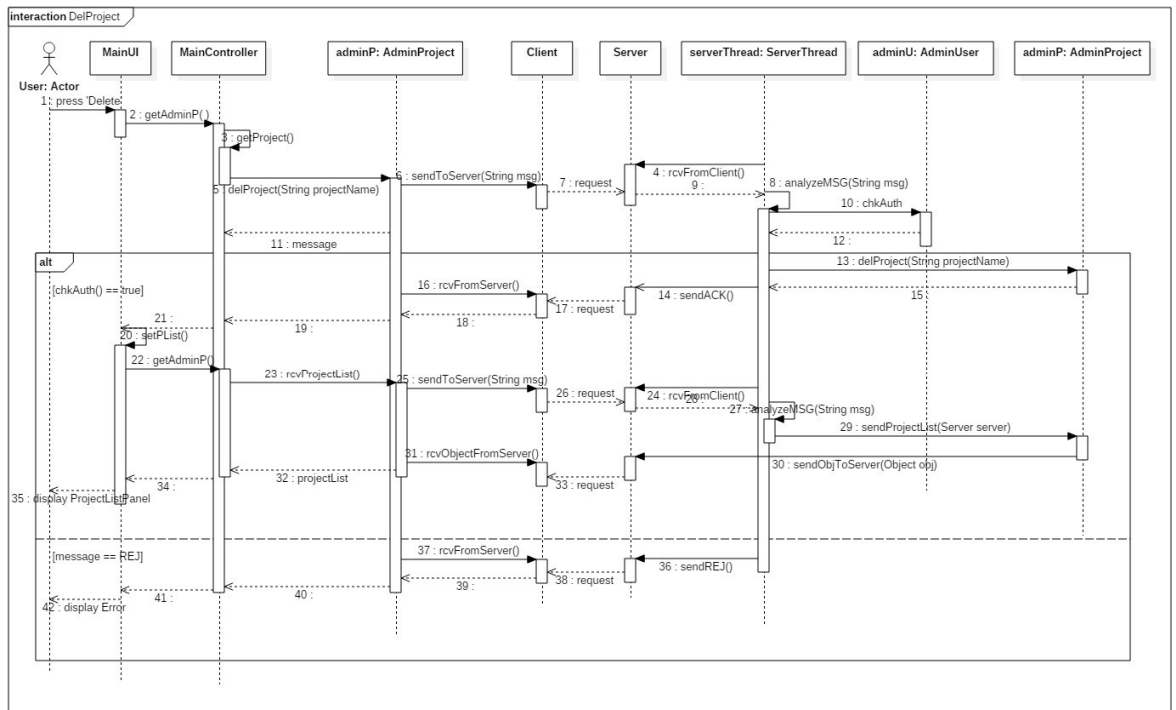 interaction DelProject
MainUI
MainController
adminP: AdminProject
Client
Server
serverThread: ServerThread
adminU: AdminUser
adminP: AdminProject
User: Actor
1 : press 'Delete
2 : getAdminP( )
3 : getProject()
4 : rcvFromClient()
5 : delProject(String projectName)
6 : sendToServer(String msg)
7 : request
8 : analyzeMSG(String msg)
9 :
10 : chkAuth
11 : message
12 :
alt
13 : delProject(String projectName)
[chkAuth() == true]
16 : rcvFromServer()
14 : sendACK()
15 :
17 : request
18 :
19 :
21 :
20 : setPList()
22 : getAdminP()
23 : rcvProjectList()
25 : sendToServer(String msg)
26 : request
24 : rcvFromClient()
28 :
27 : analyzeMSG(String msg)
29 : sendProjectList(Server server)
31 : rcvObjectFromServer()
30 : sendObjToServer(Object obj)
32 : projectList
33 : request
34 :
35 : display ProjectListPanel
[message == REJ]
37 : rcvFromServer()
36 : sendREJ()
38 : request
39 :
40 :
41 :
42 : display Error